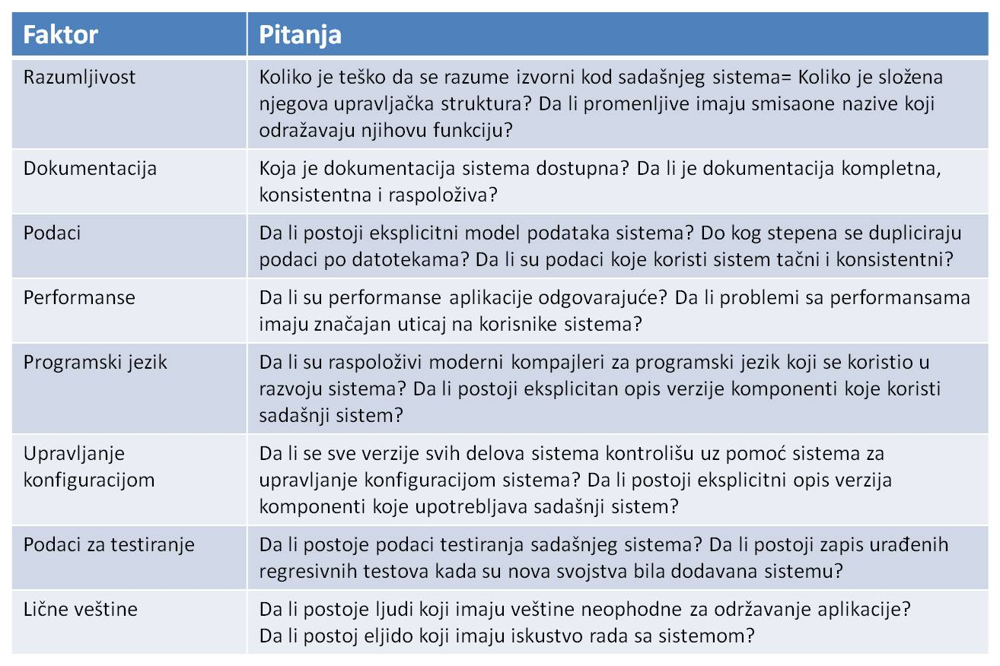 Faktor
Pitanja
Razumljivost
Koliko je teško da se razume izvorni kod sadašnjeg sistema= Koliko je složena
njegova upravljačka struktura? Da li promenljive imaju smisaone nazive koji
odražavaju njihovu funkciju?
Dokumentacija
Koja je dokumentacija sistema dostupna? Da li je dokumentacija kompletna,
konsistentna i raspoloživa?
Podaci
Da li postoji eksplicitni model podataka sistema? Do kog stepena se dupliciraju
podaci po datotekama? Da li su podaci koje koristi sistem tačni i konsistentni?
Performanse
Da li su performanse aplikacije odgovarajuće? Da li problemi sa performansama
imaju značajan uticaj na korisnike sistema?
Programski jezik
Da li su raspoloživi moderni kompajleri za programski jezik koji se koristio u
razvoju sistema? Da li postoji eksplicitan opis verzije komponenti koje koristi
sadašnji sistem?
Upravljanje
konfiguracijom
Da li se sve verzije svih delova sistema kontrolišu uz pomoć sistema za
upravljanje konfiguracijom sistema? Da li postoji eksplicitni opis verzija
komponenti koje upotrebljava sadašnji sistem?
Podaci za testiranje
Da li postoje podaci testiranja sadašnjeg sistema? Da li postoji zapis urađenih
regresivnih testova kada su nova svojstva bila dodavana sistemu?
Lične veštine
Da li postoje ljudi koji imaju veštine neophodne za održavanje aplikacije?
Da li postoj eljido koji imaju iskustvo rada sa sistemom?